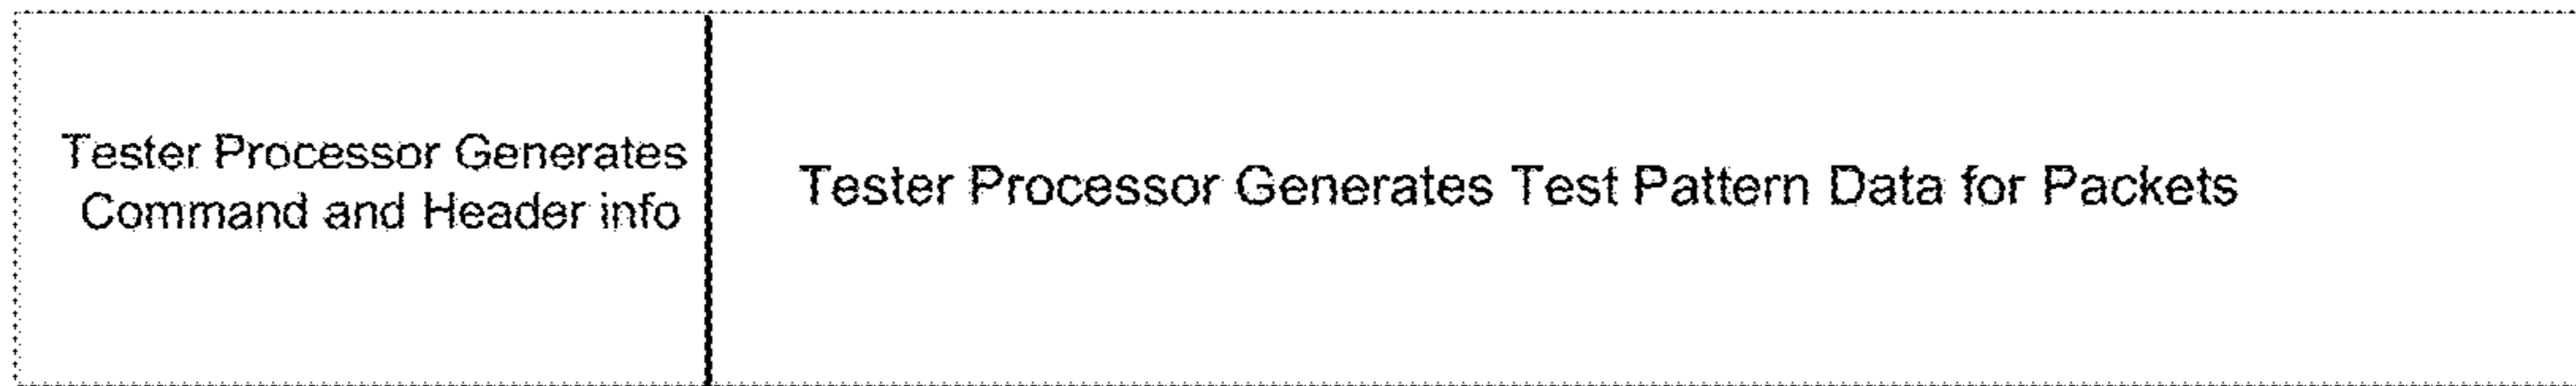 Tester Processor Generates
Command and Header info
Tester Processor Generates Test Pattern Data for Packets